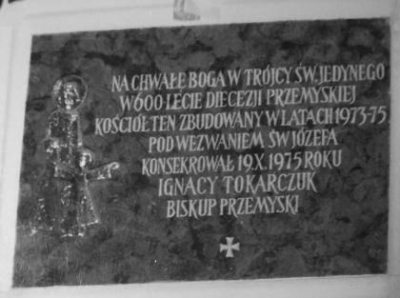 NA CHWAŁĘ BOGA W TRÓJCY ŚW. JEDYNEGO
W 600-LECIE DIECEZJI PRZEMYSKIEJ
KOŚCIÓŁ TEN ZBUDOWANY W LATACH 1973-75
POD WEZWANIEM ŚW. JÓZEFA
KONSEKROWAŁ 19.X.1975 ROKU
IGNACY TOKARCZUK
BISKUP PRZEMYSKI